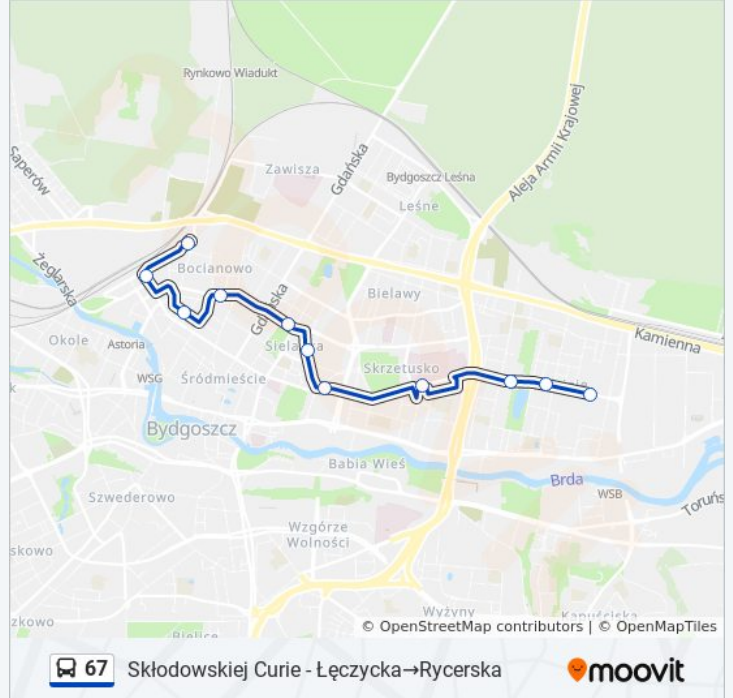 Rynkowo Wiadukt
Zawisza
Gdańska
Aleja Armii Krajowej
Bydgoszcz Leśna
Leśne
Saperów
Żeglarska
Bocianowo
Bielawy
Gdańska
Kamienna
Okole
Astoria
Skrzetusko
WSG
Śródmieście
Bydgoszcz
Babia Wieś
Brda
WSB
Szwederowo
Wzgórze
Wolności
skowo
Wyżyny
Kapuściska
zkowo
Bielice
© OpenStreetMap contributors | © OpenMapTiles
67 Skłodowskiej Curie - Łęczycka→Rycerska
moovit